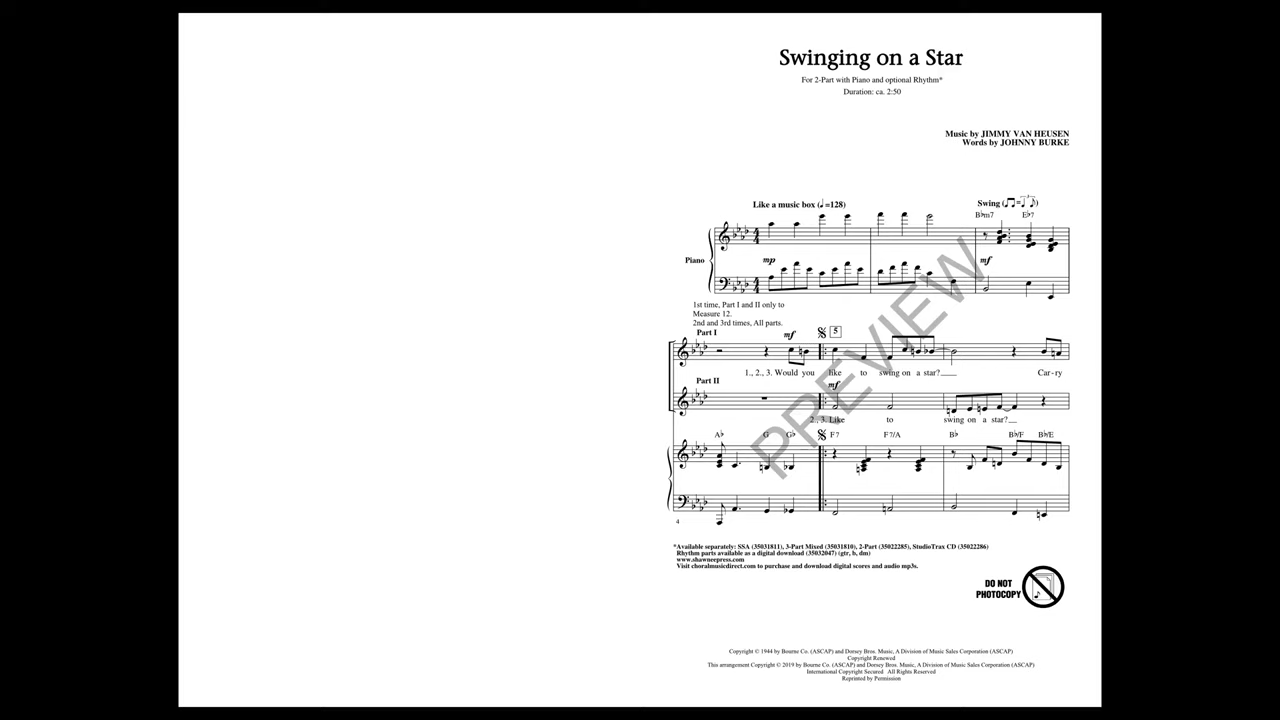 Swinging on a Star
For 2-Part with Piano and optional Rhythm*
Duration: ca. 2:50
Music by JIMMY VAN HEUSEN
Words by JOHNNY BURKE
Like a music box (♩=128)
Swing (♫=♩♪)
3
B♭m7 E♭7
Piano
mp
mf
1st time, Part I and II only to
Measure 12.
2nd and 3rd times, All parts.
Part I
mf
5
1., 2., 3. Would you like to swing on a star?____ Car-ry
Part II
mf
2., 3. Like to swing on a star?__
A♭ G G♭ F7 F7/A B♭ B♭/F B♭/E
4
PREVIEW
*Available separately: SSA (35031811), 3-Part Mixed (35031810), 2-Part (35022285), StudioTrax CD (35022286)
Rhythm parts available as a digital download (35032047) (gtr, b, dm)
www.shawneepress.com
Visit choralmusicdirect.com to purchase and download digital scores and audio mp3s.
DO NOT
PHOTOCOPY
Copyright © 1944 by Bourne Co. (ASCAP) and Dorsey Bros. Music, A Division of Music Sales Corporation (ASCAP)
Copyright Renewed
This arrangement Copyright © 2019 by Bourne Co. (ASCAP) and Dorsey Bros. Music, A Division of Music Sales Corporation (ASCAP)
International Copyright Secured All Rights Reserved
Reprinted by Permission